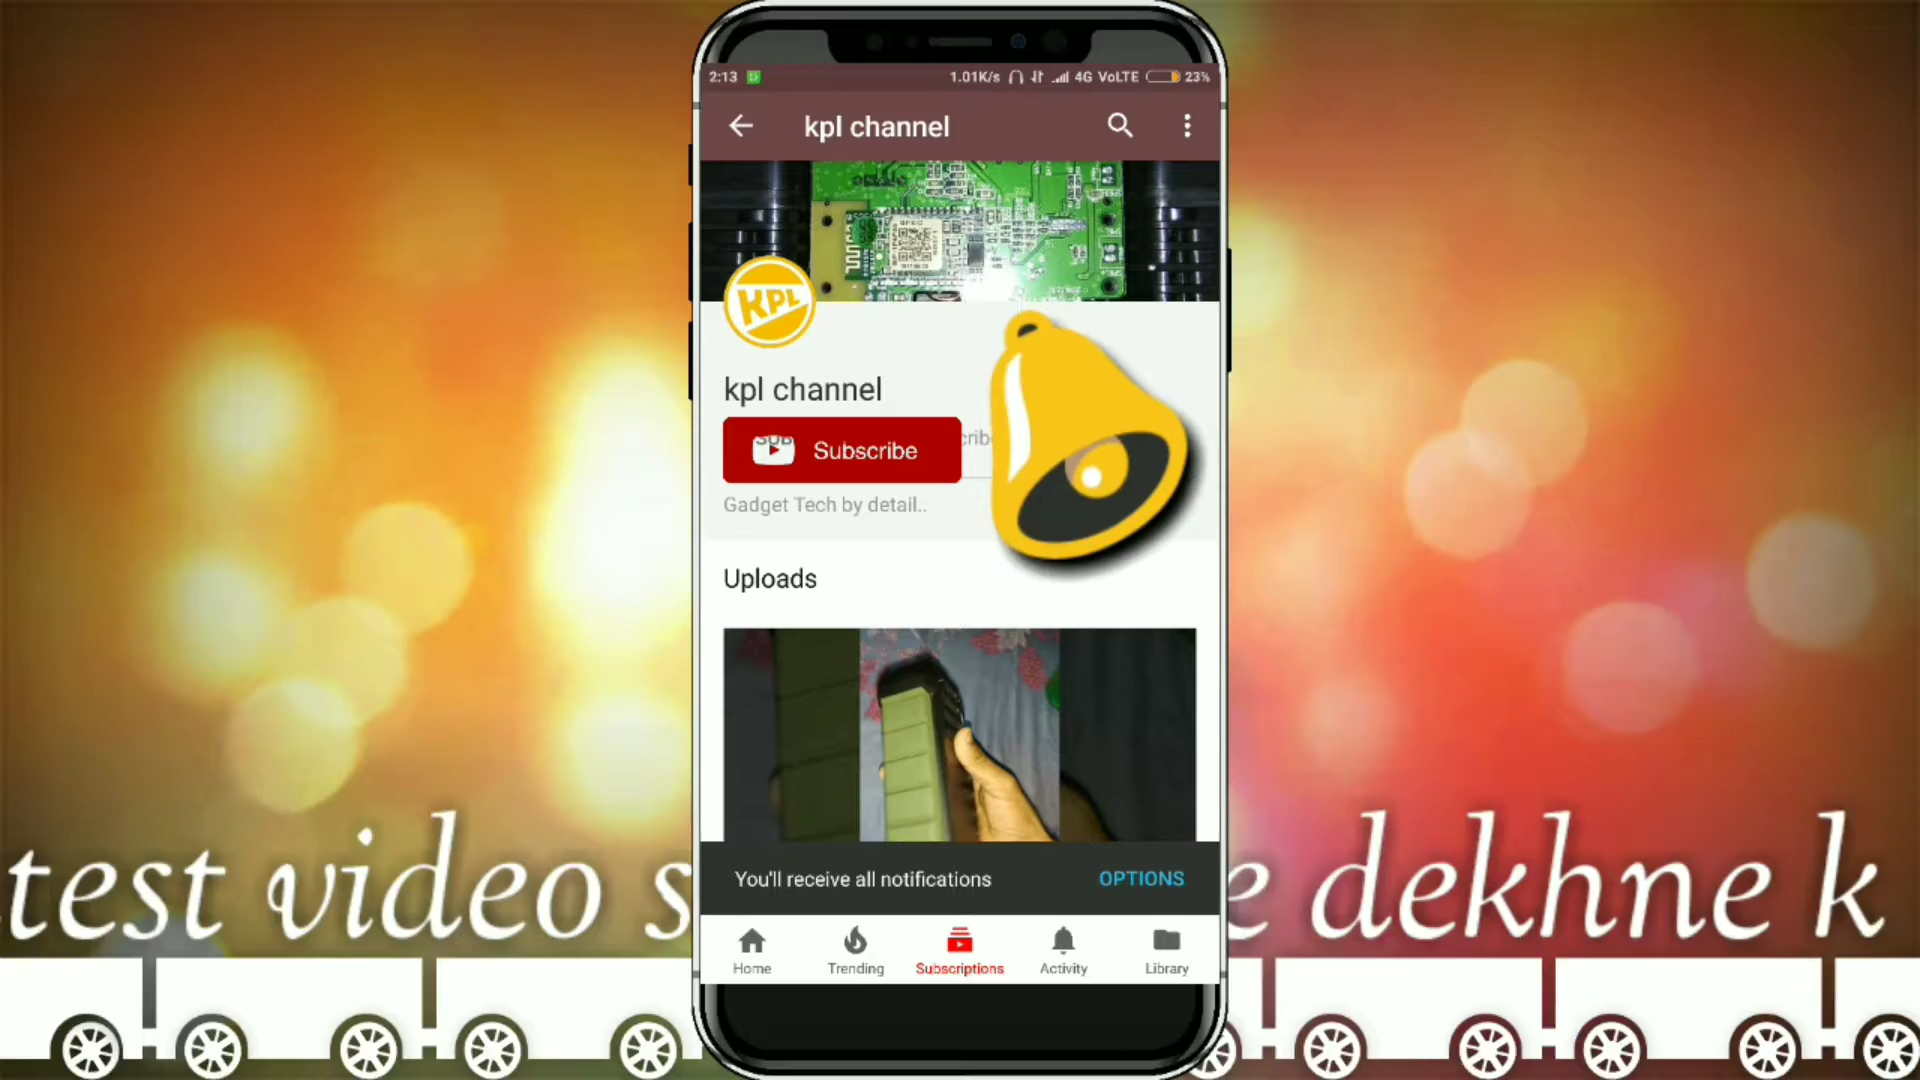 2:13
1.01K/s 4G VoLTE 23%
kpl channel
KPL
kpl channel
Subscribe
Gadget Tech by detail..
Uploads
test video s e dekhne k
You'll receive all notifications OPTIONS
Home Trending Subscriptions Activity Library